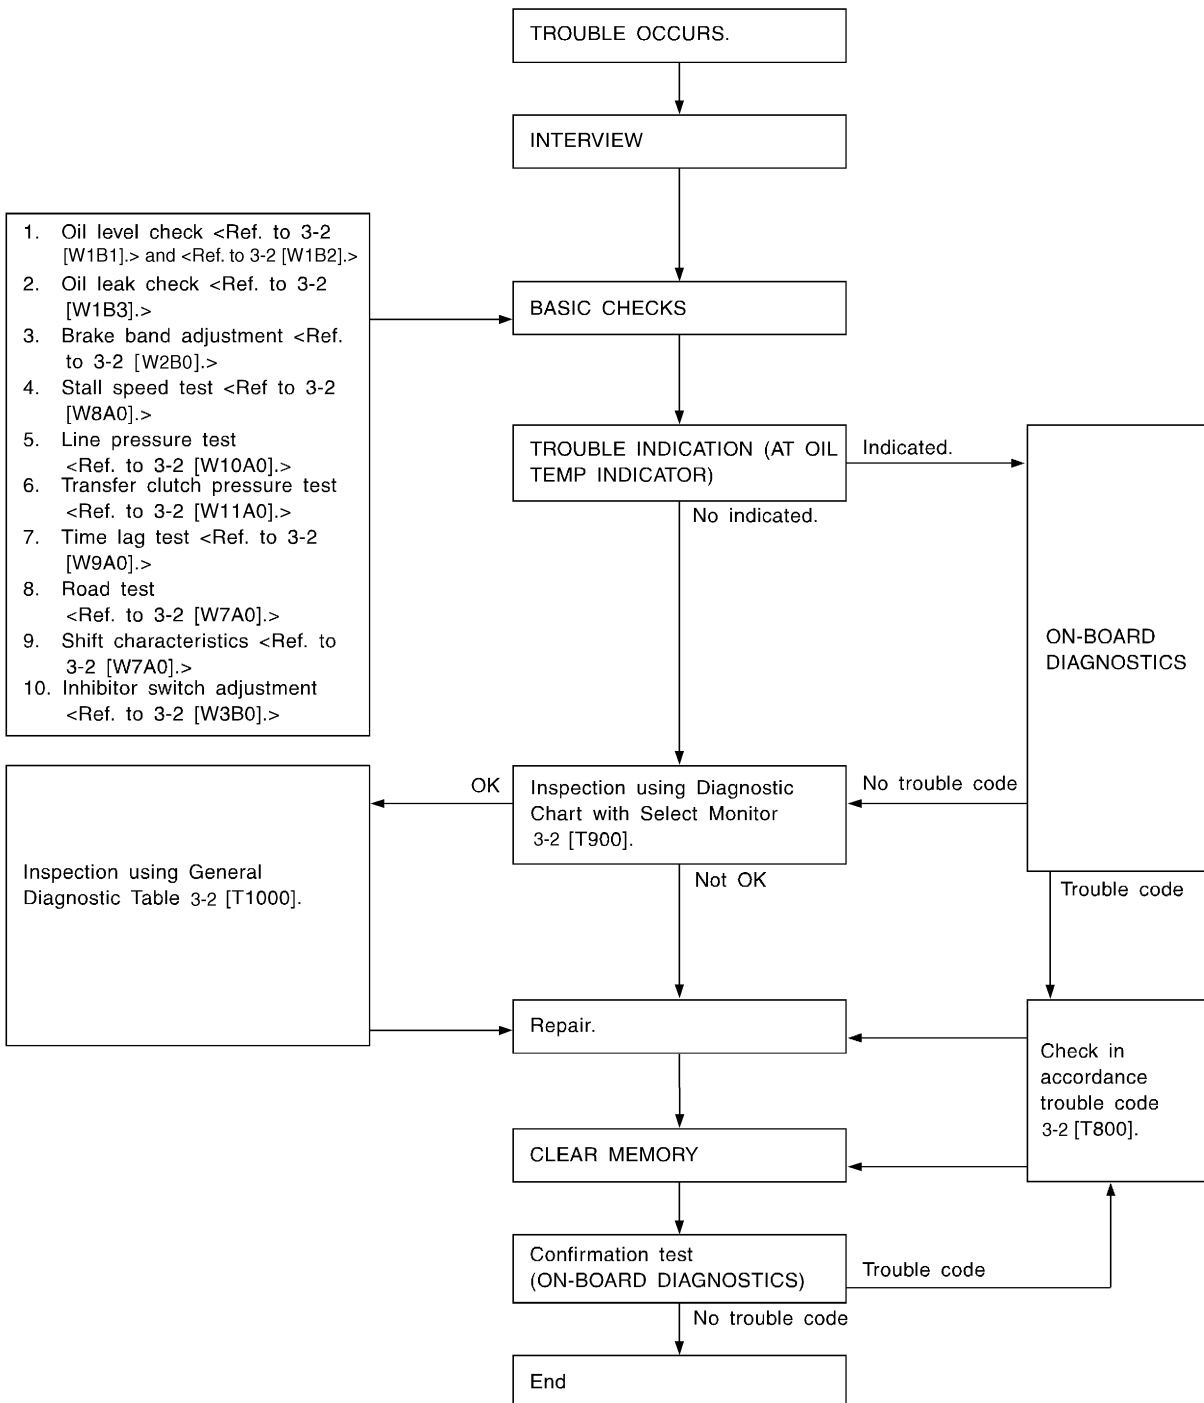 TROUBLE OCCURS.
INTERVIEW
1. Oil level check <Ref. to 3-2
[W1B1].> and <Ref. to 3-2 [W1B2].>
2. Oil leak check <Ref. to 3-2
[W1B3].>
3. Brake band adjustment <Ref.
to 3-2 [W2B0].>
4. Stall speed test <Ref to 3-2
[W8A0].>
5. Line pressure test
<Ref. to 3-2 [W10A0].>
6. Transfer clutch pressure test
<Ref. to 3-2 [W11A0].>
7. Time lag test <Ref. to 3-2
[W9A0].>
8. Road test
<Ref. to 3-2 [W7A0].>
9. Shift characteristics <Ref. to
3-2 [W7A0].>
10. Inhibitor switch adjustment
<Ref. to 3-2 [W3B0].>
BASIC CHECKS
TROUBLE INDICATION (AT OIL
TEMP INDICATOR)
Indicated.
No indicated.
ON-BOARD
DIAGNOSTICS
Inspection using Diagnostic
Chart with Select Monitor
3-2 [T900].
No trouble code
OK
Not OK
Trouble code
Inspection using General
Diagnostic Table 3-2 [T1000].
Repair.
Check in
accordance
trouble code
3-2 [T800].
CLEAR MEMORY
Confirmation test
(ON-BOARD DIAGNOSTICS)
Trouble code
No trouble code
End